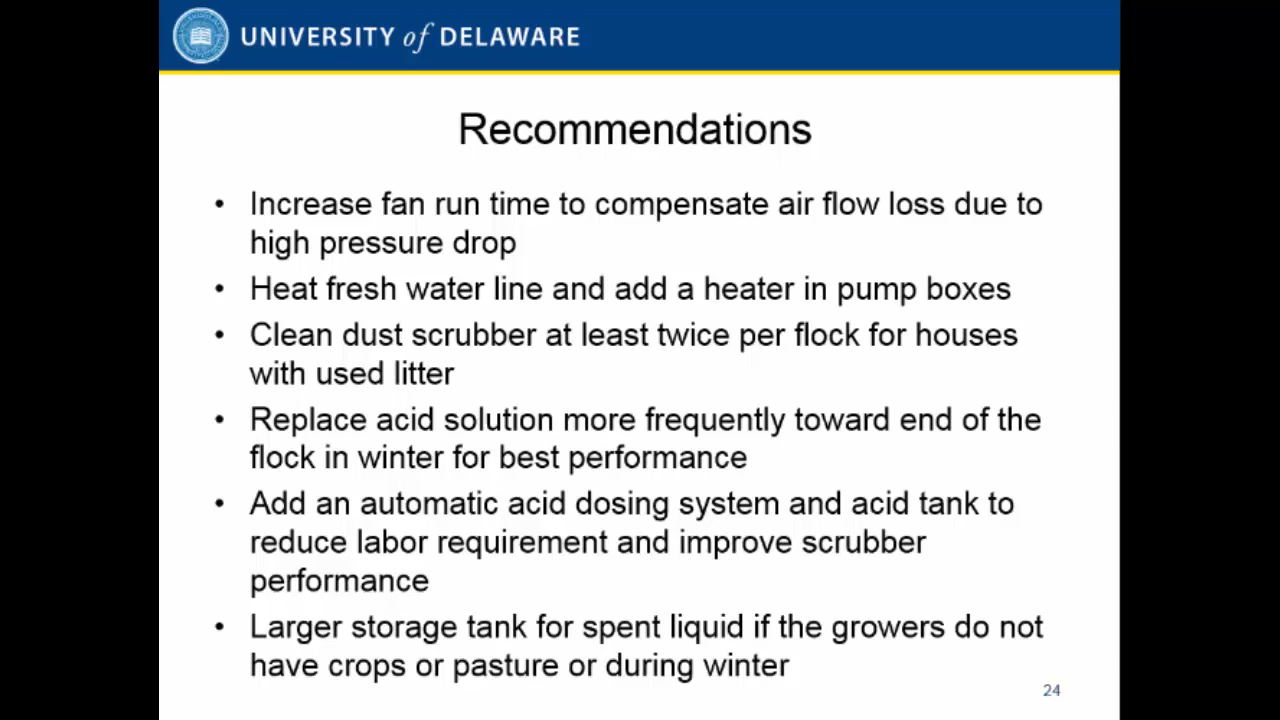 UNIVERSITY of DELAWARE
Recommendations
• Increase fan run time to compensate air flow loss due to
high pressure drop
• Heat fresh water line and add a heater in pump boxes
• Clean dust scrubber at least twice per flock for houses
with used litter
• Replace acid solution more frequently toward end of the
flock in winter for best performance
• Add an automatic acid dosing system and acid tank to
reduce labor requirement and improve scrubber
performance
• Larger storage tank for spent liquid if the growers do not
have crops or pasture or during winter
24